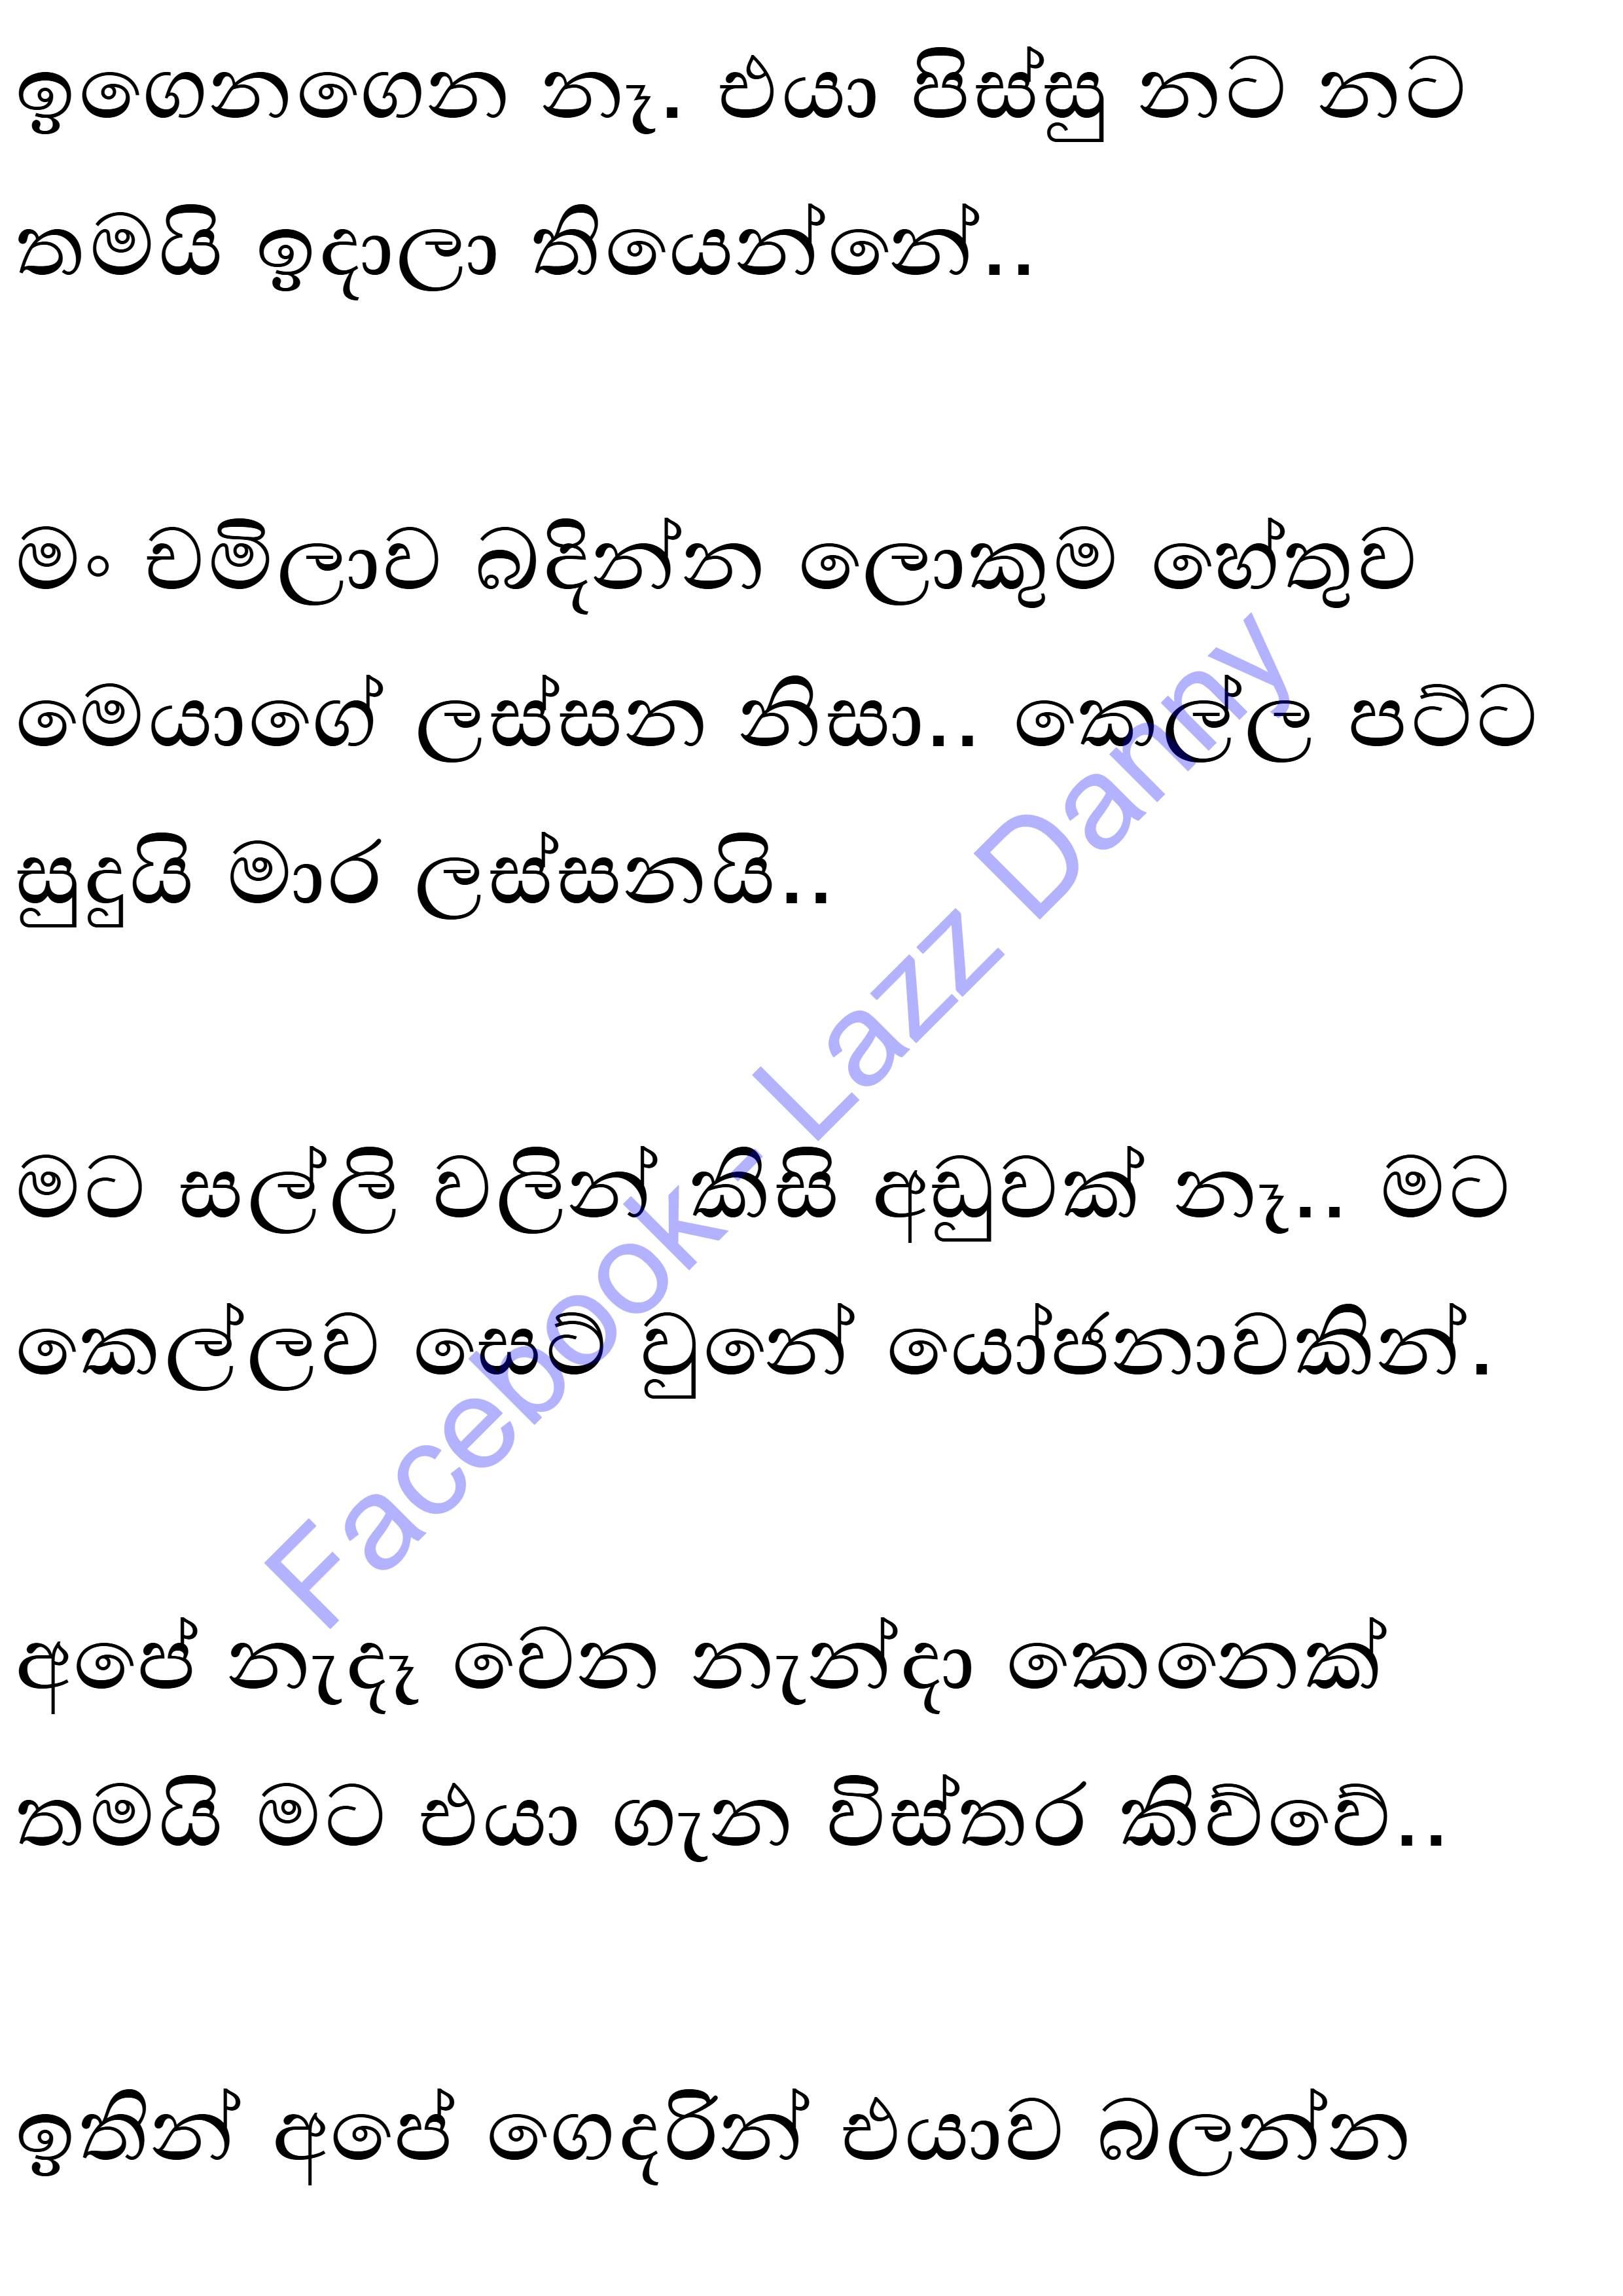 ඉගෙනගෙන නෑ. එයා පිස්සු නට නට
තමයි ඉදාලා තියෙන්නේ..
මං චමිලාව බදින්න ලොකුම හේතුව
මෙයාගේ ලස්සන නිසා.. කෙල්ල පට්ට
සුදුයි මාර ලස්සනයි..
මට සල්ලි වලින් කිසි අඩුවක් නෑ.. මට
කෙල්ලව සෙට් වුනේ යෝජනාවකින්.
අපේ නැදෑ වෙන නැන්දා කෙනෙක්
තමයි මට එයා ගැන විස්තර කිව්වේ..
ඉතින් අපේ ගෙදරින් එයාව බලන්න
Facebook - Lazz Danny